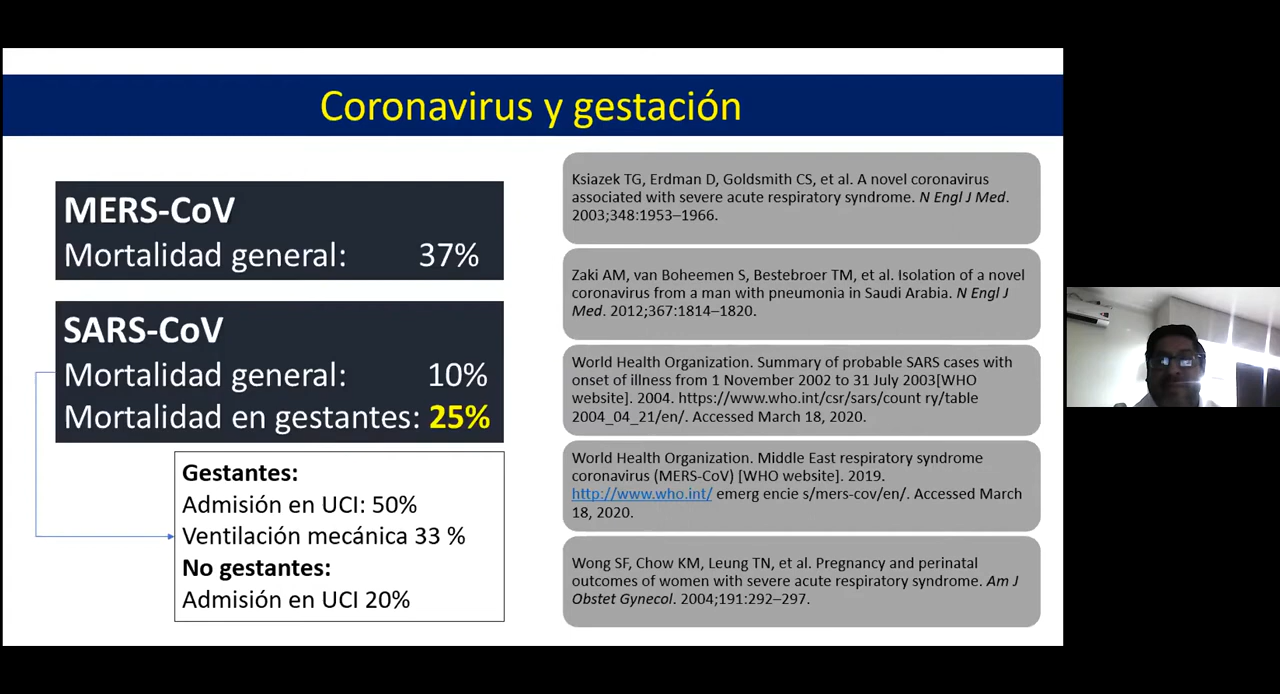 Coronavirus y gestación
MERS-CoV
Mortalidad general: 37%
SARS-CoV
Mortalidad general: 10%
Mortalidad en gestantes: 25%
Gestantes:
Admisión en UCI: 50%
Ventilación mecánica 33 %
No gestantes:
Admisión en UCI 20%
Ksiazek TG, Erdman D, Goldsmith CS, et al. A novel coronavirus
associated with severe acute respiratory syndrome. N Engl J Med.
2003;348:1953–1966.
Zaki AM, van Boheemen S, Bestebroer TM, et al. Isolation of a novel
coronavirus from a man with pneumonia in Saudi Arabia. N Engl J
Med. 2012;367:1814–1820.
World Health Organization. Summary of probable SARS cases with
onset of illness from 1 November 2002 to 31 July 2003[WHO
website]. 2004. https://www.who.int/csr/sars/count ry/table
2004_04_21/en/. Accessed March 18, 2020.
World Health Organization. Middle East respiratory syndrome
coronavirus (MERS-CoV) [WHO website]. 2019.
http://www.who.int/ emerg encie s/mers-cov/en/. Accessed March
18, 2020.
Wong SF, Chow KM, Leung TN, et al. Pregnancy and perinatal
outcomes of women with severe acute respiratory syndrome. Am J
Obstet Gynecol. 2004;191:292–297.